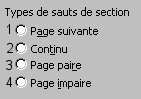 Types de sauts de section
1 Page suivante
2 Continu
3 Page paire
4 Page impaire